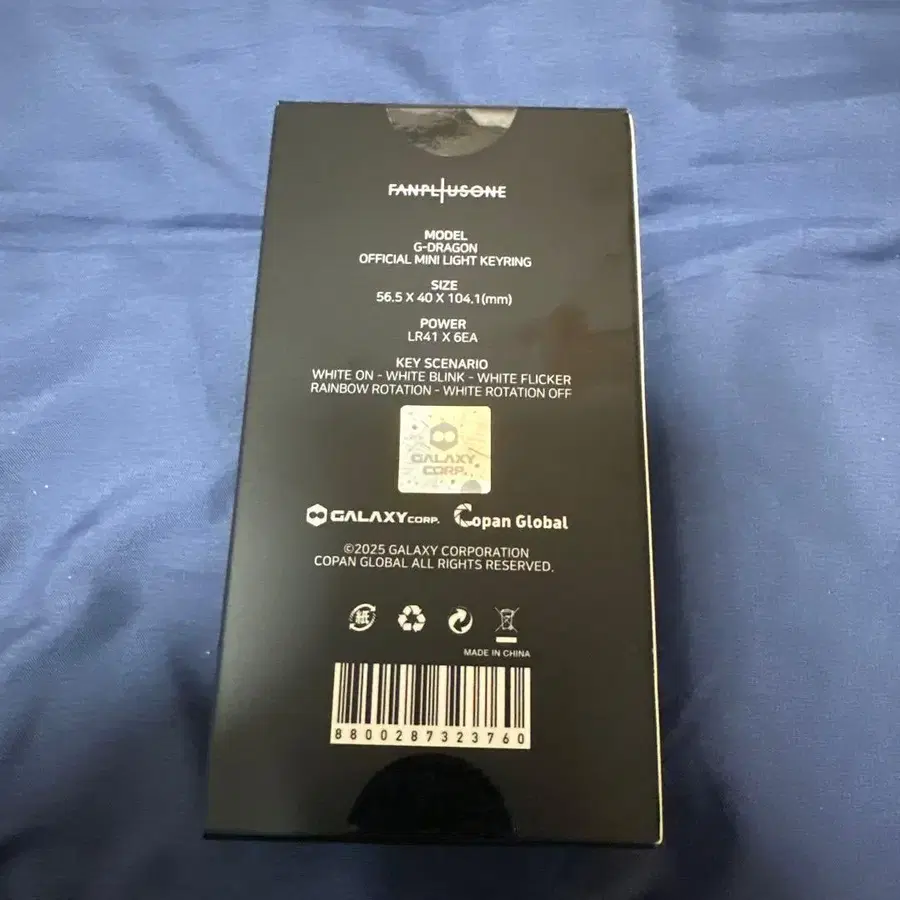 FANPLUSONE
MODEL
G-DRAGON
OFFICIAL MINI LIGHT KEYRING
SIZE
56.5 X 40 X 104.1(mm)
POWER
LR41 X 6EA
KEY SCENARIO
WHITE ON - WHITE BLINK - WHITE FLICKER
RAINBOW ROTATION - WHITE ROTATION OFF
GALAXY
CORP.
GALAXYCORP. Copan Global
©2025 GALAXY CORPORATION
COPAN GLOBAL ALL RIGHTS RESERVED.
紙
MADE IN CHINA
8800287323760